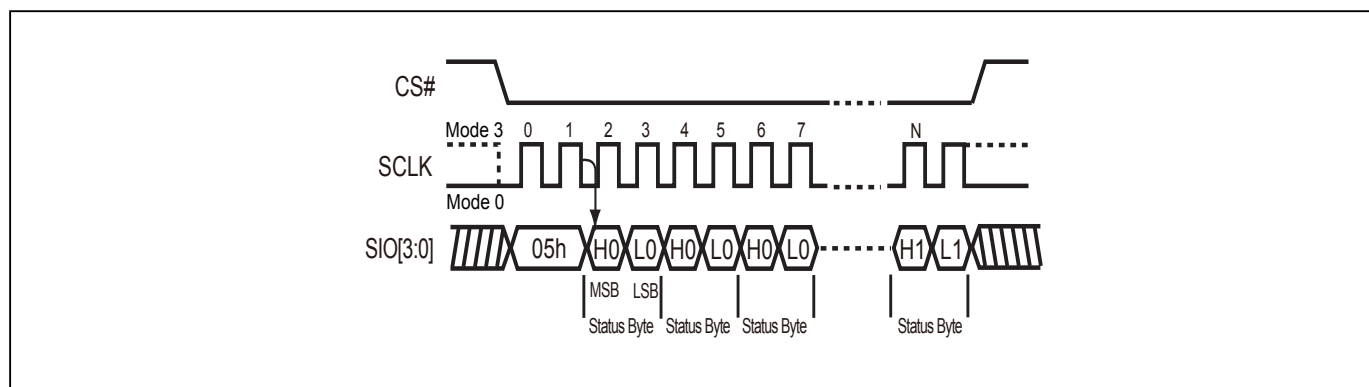 CS#
Mode 3 0 1 2 3 4 5 6 7 N
SCLK
Mode 0
SIO[3:0] 05h H0 L0 H0 L0 H0 L0 H1 L1
MSB LSB
Status Byte Status Byte Status Byte Status Byte